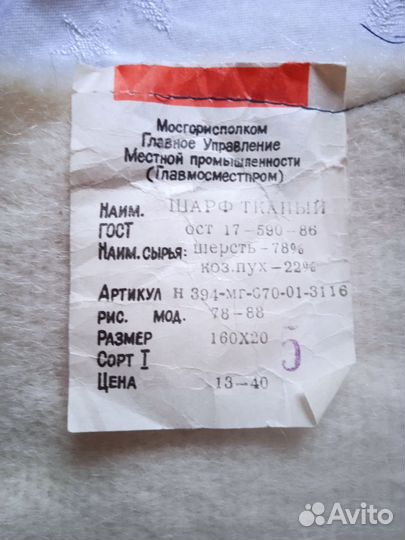 Мосгорисполком
Главное Управление
Местной промышленности
(Главмосместпром)
НАИМ. ШАРФ ТКАНЫЙ
ГОСТ ОСТ 17-590-86
НАИМ. СЫРЬЯ: шерсть-78%
коз.пух-22%
АРТИКУЛ Н 394-МГ-070-01-3116
РИС. МОД. 78-88
РАЗМЕР 160Х20
СОРТ I 5
ЦЕНА 13-40
Avito